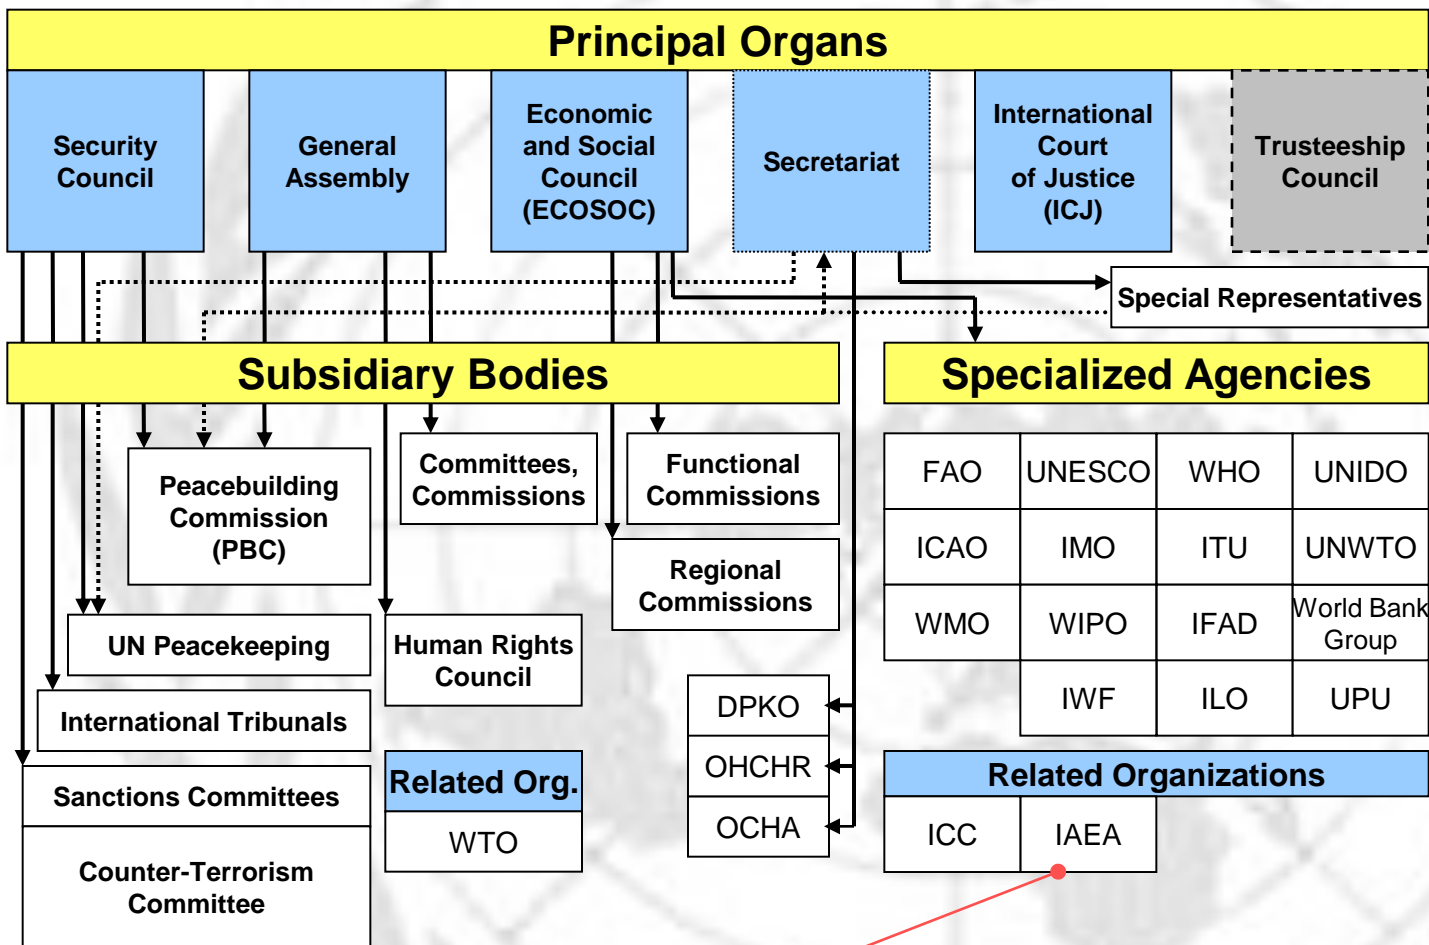 Principal Organs
Security
Council
General
Assembly
Economic
and Social
Council
(ECOSOC)
Secretariat
International
Court
of Justice
(ICJ)
Trusteeship
Council
Special Representatives
Subsidiary Bodies
Specialized Agencies
Peacebuilding
Commission
(PBC)
Committees,
Commissions
Functional
Commissions
Regional
Commissions
UN Peacekeeping
Human Rights
Council
International Tribunals
Sanctions Committees
Counter-Terrorism
Committee
Related Org.
WTO
DPKO
OHCHR
OCHA
FAO UNESCO WHO UNIDO
ICAO IMO ITU UNWTO
WMO WIPO IFAD World Bank
Group
IWF ILO UPU
Related Organizations
ICC IAEA